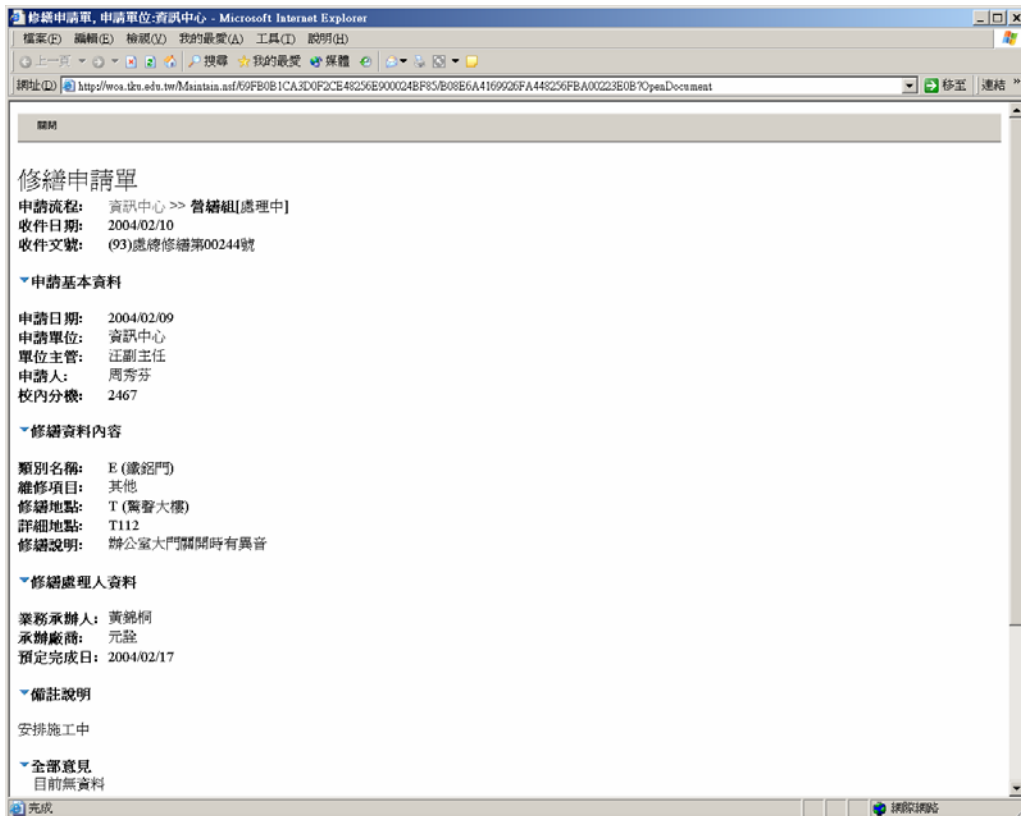 修繕申請單, 申請單位:資訊中心 - Microsoft Internet Explorer
檔案(F) 編輯(E) 檢視(V) 我的最愛(A) 工具(T) 說明(H)
上一頁 搜尋 我的最愛 媒體
網址(D) http://woa.tku.edu.tw/Maintain.nsf/69FB0B1CA3D0F2CE48256E900024BF85/B08E6A4169926FA448256FBA00223E0B?OpenDocument 移至 連結 »
關閉
修繕申請單
申請流程: 資訊中心 >> 營繕組[處理中]
收件日期: 2004/02/10
收件文號: (93)處總修繕第00244號
申請基本資料
申請日期: 2004/02/09
申請單位: 資訊中心
單位主管: 汪副主任
申請人: 周秀芬
校內分機: 2467
修繕資料內容
類別名稱: E (鐵鋁門)
維修項目: 其他
修繕地點: T (驚聲大樓)
詳細地點: T112
修繕說明: 辦公室大門關開時有異音
修繕處理人資料
業務承辦人: 黃錦桐
承辦廠商: 元詮
預定完成日: 2004/02/17
備註說明
安排施工中
全部意見
目前無資料
完成 網際網路